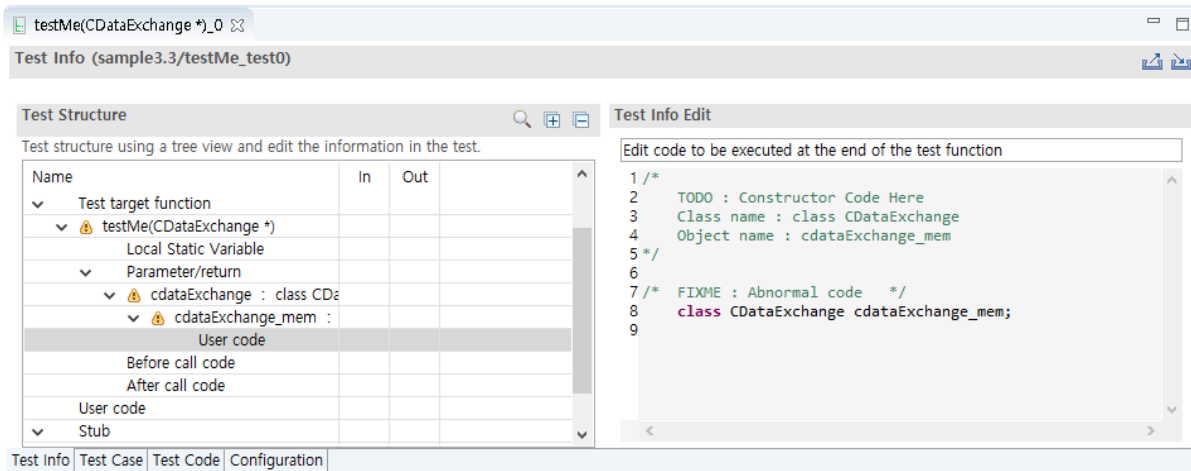 testMe(CDataExchange *)_0
Test Info (sample3.3/testMe_test0)
Test Structure
Test structure using a tree view and edit the information in the test.
Name In Out
Test target function
testMe(CDataExchange *)
Local Static Variable
Parameter/return
cdataExchange : class CDa
cdataExchange_mem :
User code
Before call code
After call code
User code
Stub
Test Info Edit
Edit code to be executed at the end of the test function
1 /*
2 TODO : Constructor Code Here
3 Class name : class CDataExchange
4 Object name : cdataExchange_mem
5 */
6
7 /* FIXME : Abnormal code */
8 class CDataExchange cdataExchange_mem;
9
Test Info Test Case Test Code Configuration